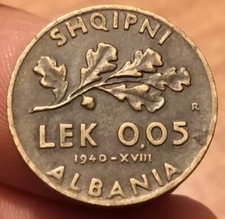 SHQIPNI
R
LEK 0,05
1940-XVIII
ALBANIA